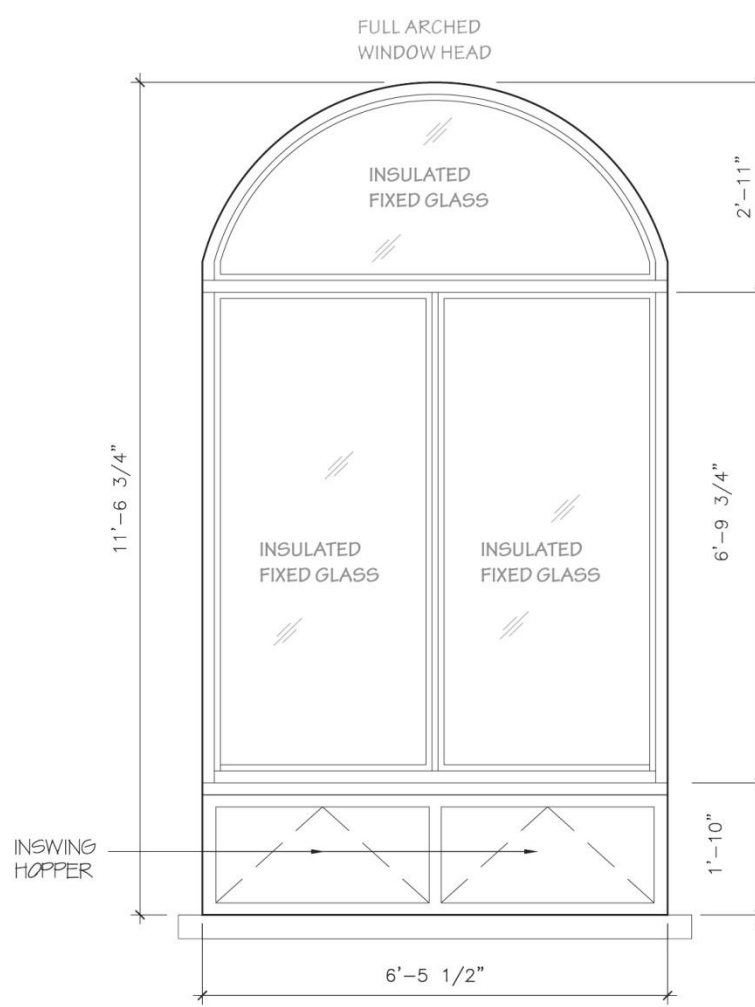 FULL ARCHED
WINDOW HEAD
INSULATED
FIXED GLASS
2'-11"
11'-6 3/4"
INSULATED
FIXED GLASS
INSULATED
FIXED GLASS
6'-9 3/4"
INSWING
HOPPER
1'-10"
6'-5 1/2"